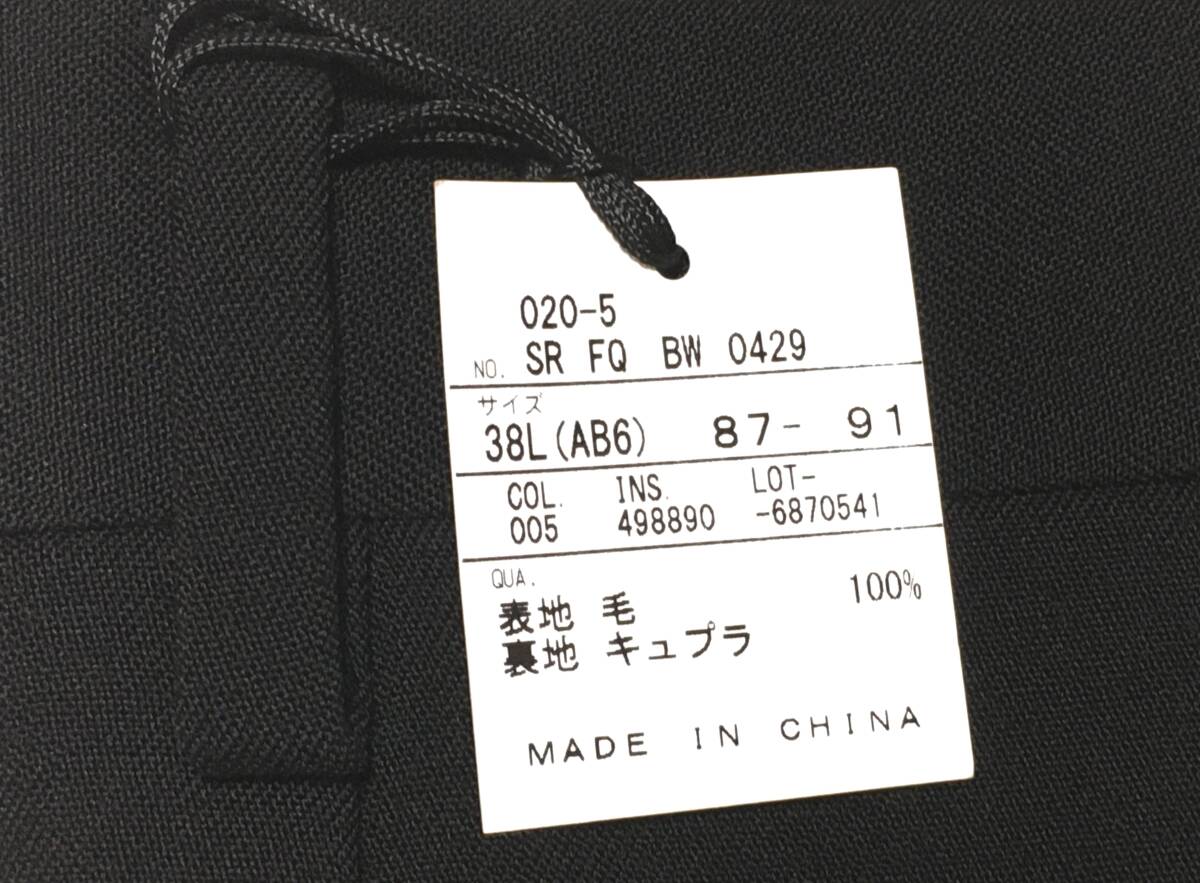 020-5
NO. SR FQ BW 0429
サイズ
38L(AB6) 87- 91
COL. INS. LOT-
005 498890 -6870541
QUA.
表地 毛 100%
裏地 キュプラ
MADE IN CHINA